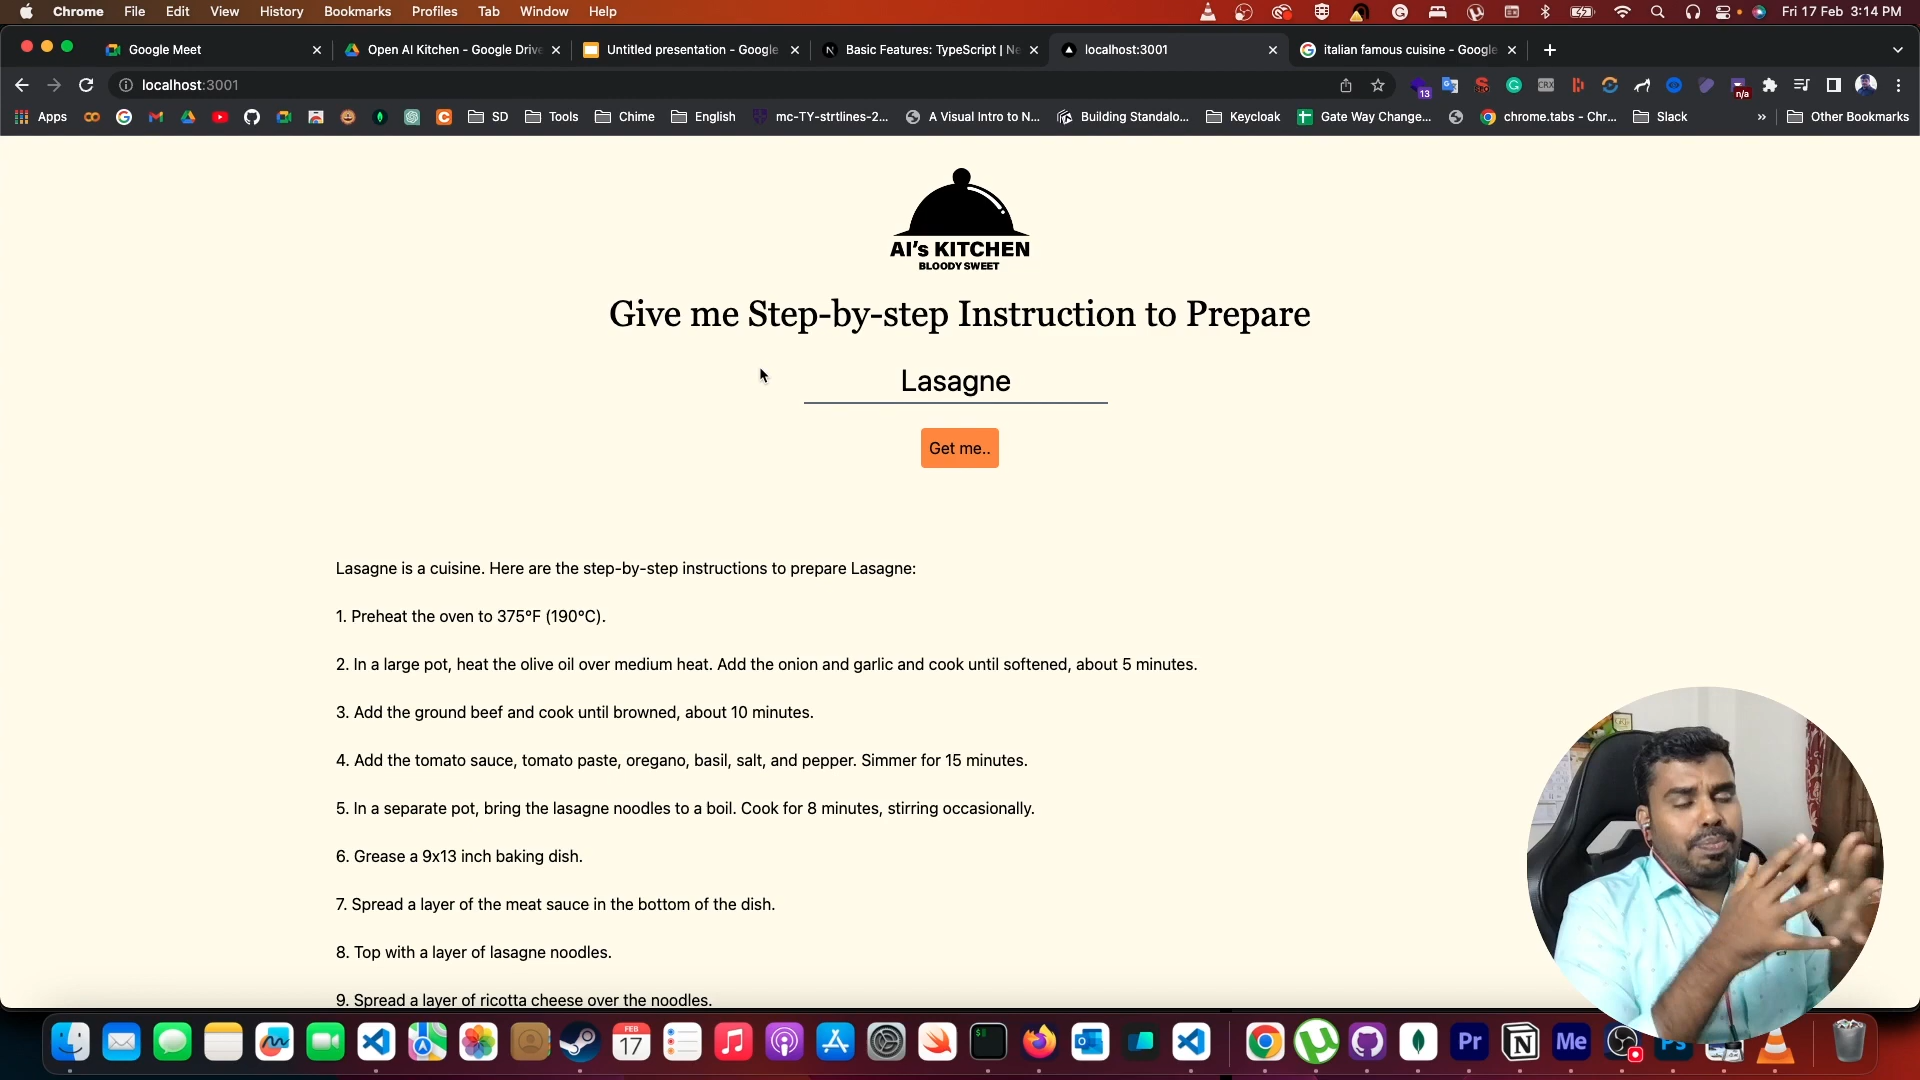 Chrome File Edit View History Bookmarks Profiles Tab Window Help Fri 17 Feb 3:14 PM
Google Meet Open AI Kitchen - Google Drive Untitled presentation - Google Basic Features: TypeScript | Ne localhost:3001 italian famous cuisine - Google
localhost:3001 13 CRX n/a
Apps SD Tools Chime English mc-TY-strtlines-2... A Visual Intro to N... Building Standalo... Keycloak Gate Way Change... chrome.tabs - Chr... Slack » Other Bookmarks
AI's KITCHEN
BLOODY SWEET
Give me Step-by-step Instruction to Prepare
Lasagne
Get me..
Lasagne is a cuisine. Here are the step-by-step instructions to prepare Lasagne:
1. Preheat the oven to 375°F (190°C).
2. In a large pot, heat the olive oil over medium heat. Add the onion and garlic and cook until softened, about 5 minutes.
3. Add the ground beef and cook until browned, about 10 minutes.
4. Add the tomato sauce, tomato paste, oregano, basil, salt, and pepper. Simmer for 15 minutes.
5. In a separate pot, bring the lasagne noodles to a boil. Cook for 8 minutes, stirring occasionally.
6. Grease a 9x13 inch baking dish.
7. Spread a layer of the meat sauce in the bottom of the dish.
8. Top with a layer of lasagne noodles.
9. Spread a layer of ricotta cheese over the noodles.
FEB
17
Pr
Me
Ps